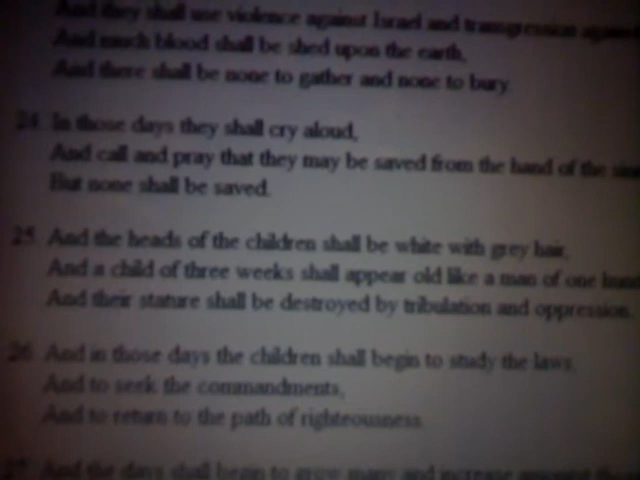 And they shall use violence against Israel and transgression against
And much blood shall be shed upon the earth,
And there shall be none to gather and none to bury.
24 In those days they shall cry aloud,
And call and pray that they may be saved from the hand of the
But none shall be saved.
25 And the heads of the children shall be white with grey hair,
And a child of three weeks shall appear old like a man of one
And their stature shall be destroyed by tribulation and oppression.
26 And in those days the children shall begin to study the laws,
And to seek the commandments,
And to return to the path of righteousness.
27 And the days shall begin to grow many and increase amongst